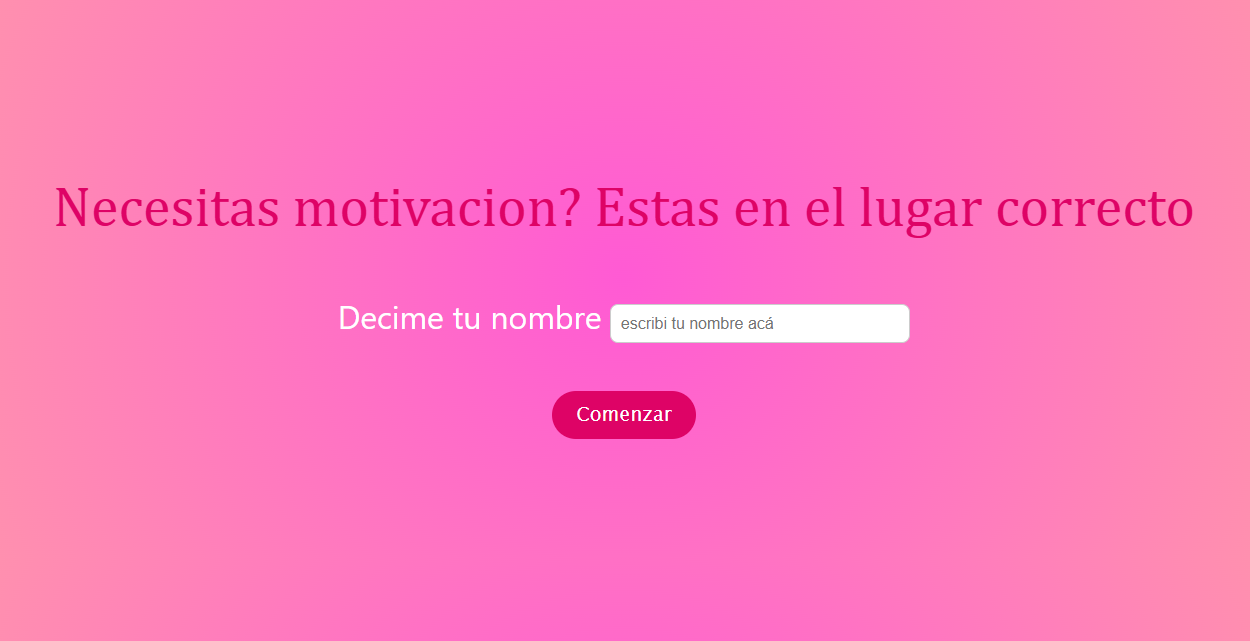 Necesitas motivacion? Estas en el lugar correcto
Decime tu nombre escribi tu nombre acá
Comenzar